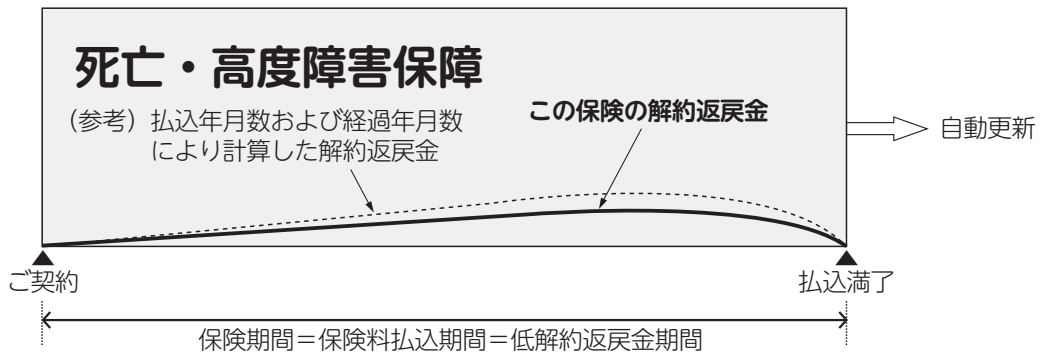 死亡・高度障害保障
（参考）払込年月数および経過年月数
により計算した解約返戻金
この保険の解約返戻金
自動更新
ご契約
払込満了
保険期間＝保険料払込期間＝低解約返戻金期間